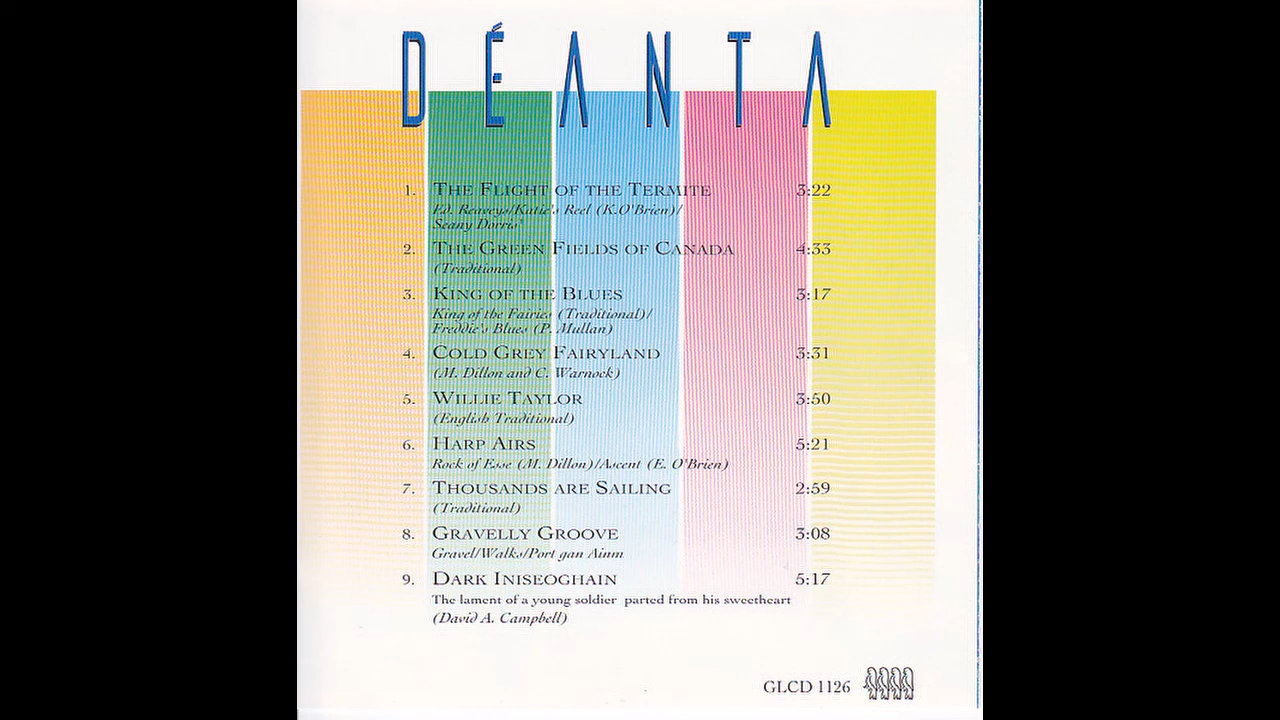 DÉANTA
1. THE FLIGHT OF THE TERMITE 3:22
Ed. Reaveys/Katie's Reel (K.O'Brien)/
Seany Dorris'
2. THE GREEN FIELDS OF CANADA 4:33
(Traditional)
3. KING OF THE BLUES 3:17
King of the Fairies (Traditional)/
Freddie's Blues (P. Mullan)
4. COLD GREY FAIRYLAND 3:31
(M. Dillon and C. Warnock)
5. WILLIE TAYLOR 3:50
(English Traditional)
6. HARP AIRS 5:21
Rock of Esse (M. Dillon)/Ascent (E. O'Brien)
7. THOUSANDS ARE SAILING 2:59
(Traditional)
8. GRAVELLY GROOVE 3:08
Gravel/Walks/Port gan Ainm
9. DARK INISEOGHAIN 5:17
The lament of a young soldier parted from his sweetheart
(David A. Campbell)
GLCD 1126